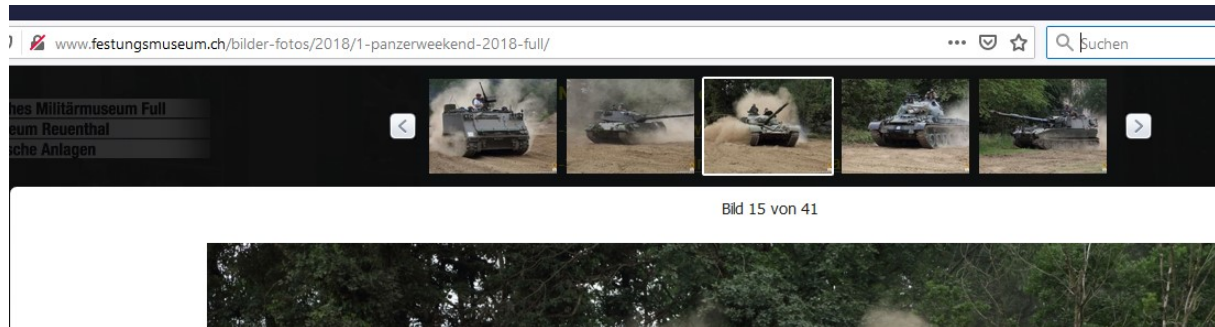 www.festungsmuseum.ch/bilder-fotos/2018/1-panzerweekend-2018-full/
Suchen
hes Militärmuseum Full
eum Reuenthal
sche Anlagen
Bild 15 von 41